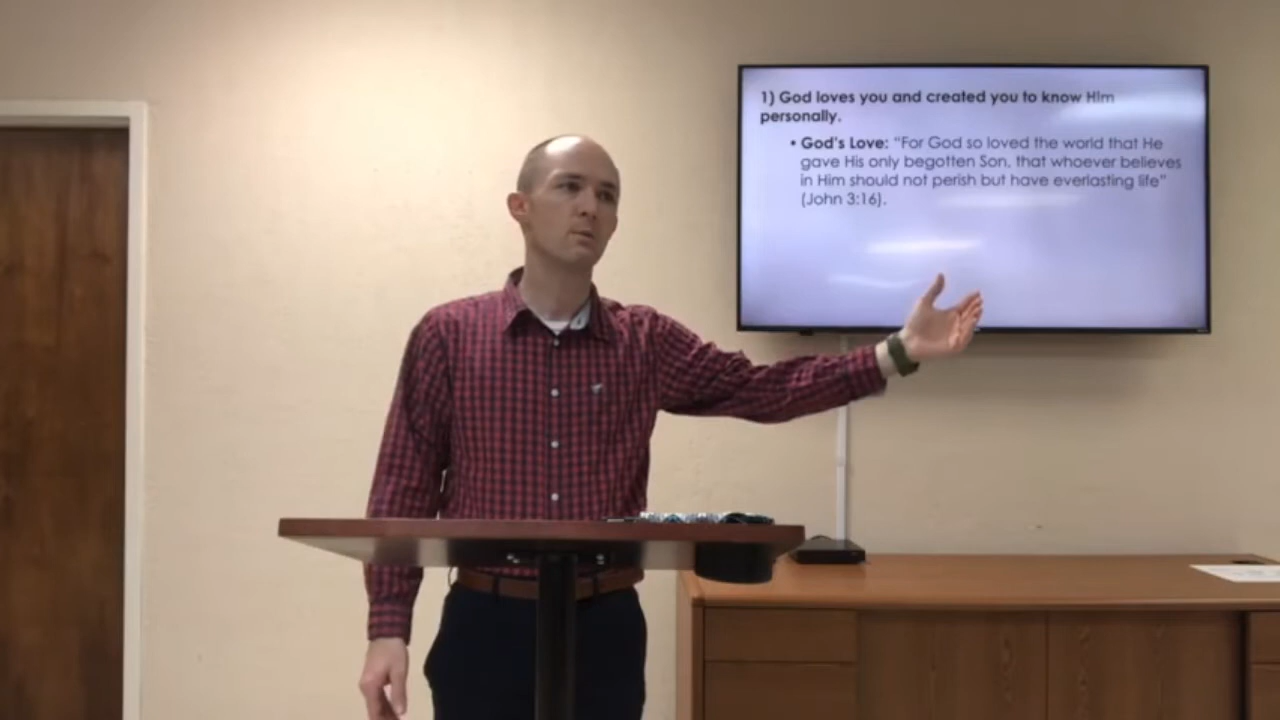 1) God loves you and created you to know Him
personally.
• God's Love: “For God so loved the world that He
gave His only begotten Son, that whoever believes
in Him should not perish but have everlasting life”
(John 3:16).